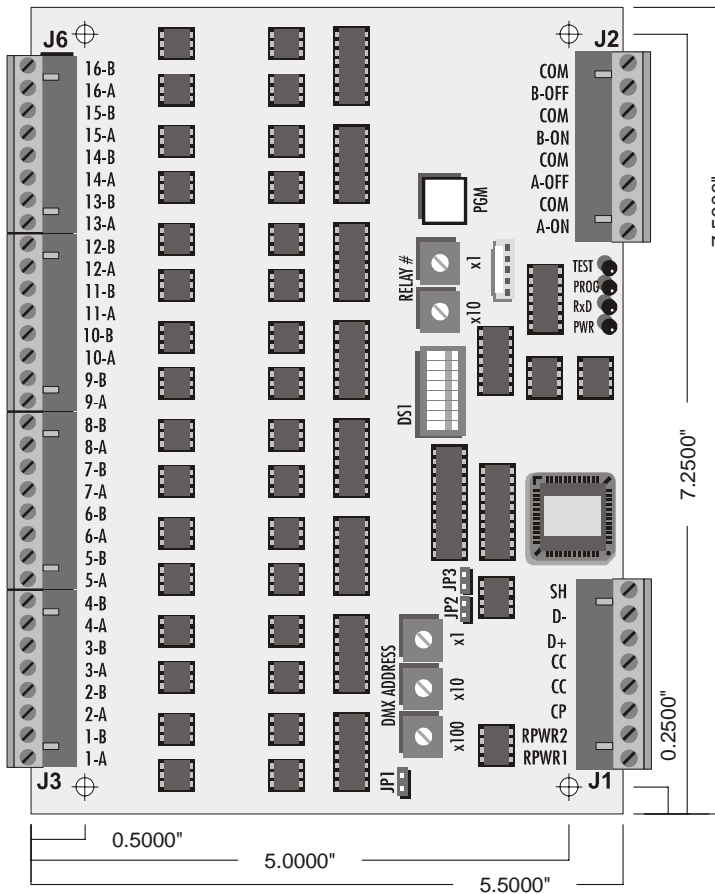 J6
16-B
16-A
15-B
15-A
14-B
14-A
13-B
13-A
12-B
12-A
11-B
11-A
10-B
10-A
9-B
9-A
8-B
8-A
7-B
7-A
6-B
6-A
5-B
5-A
4-B
4-A
3-B
3-A
2-B
2-A
1-B
1-A
J3
J2
COM
B-OFF
COM
B-ON
COM
A-OFF
COM
A-ON
PGM
RELAY #
x1
x10
TEST
PROG
RxD
PWR
DS1
JP2 JP3
DMX ADDRESS
x1
x10
x100
JP1
SH
D-
D+
CC
CC
CP
RPWR2
RPWR1
J1
7.2500"
0.2500"
0.5000"
5.0000"
5.5000"